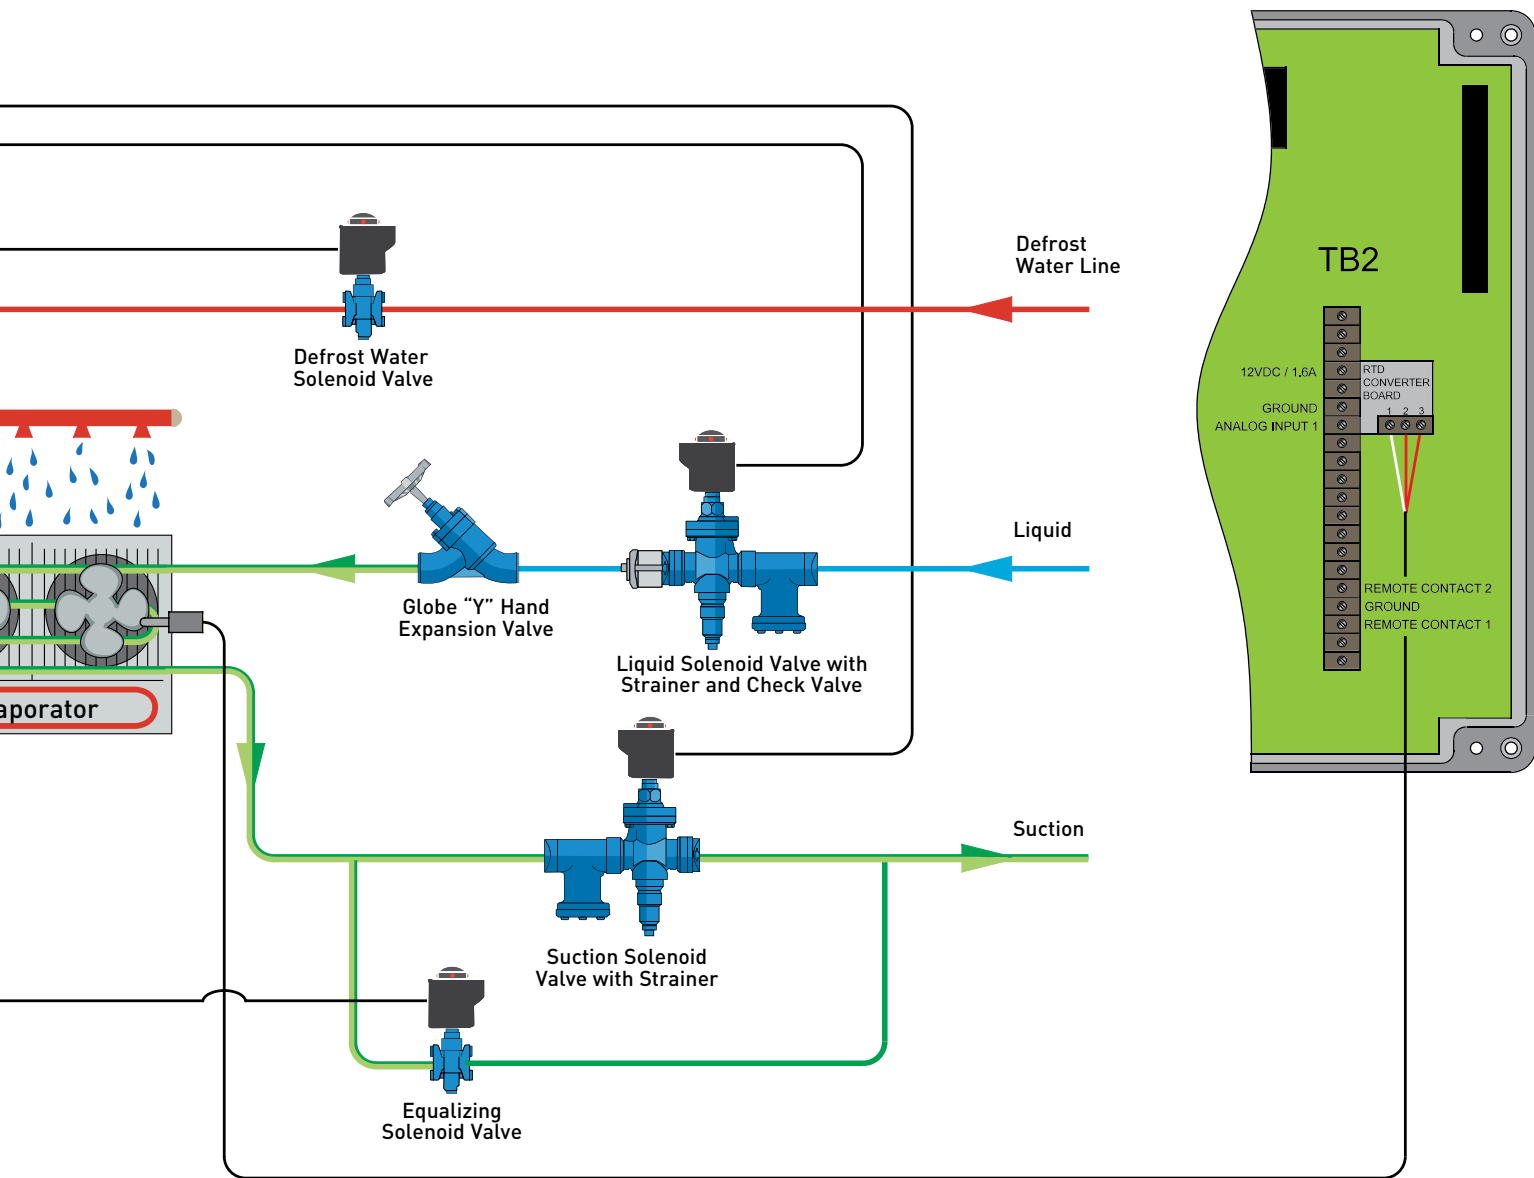 Defrost
Water Line
Defrost Water
Solenoid Valve
Liquid
Globe “Y” Hand
Expansion Valve
Liquid Solenoid Valve with
Strainer and Check Valve
aporator
Suction
Suction Solenoid
Valve with Strainer
Equalizing
Solenoid Valve
TB2
12VDC / 1.6A
GROUND
ANALOG INPUT 1
RTD
CONVERTER
BOARD
1 2 3
REMOTE CONTACT 2
GROUND
REMOTE CONTACT 1